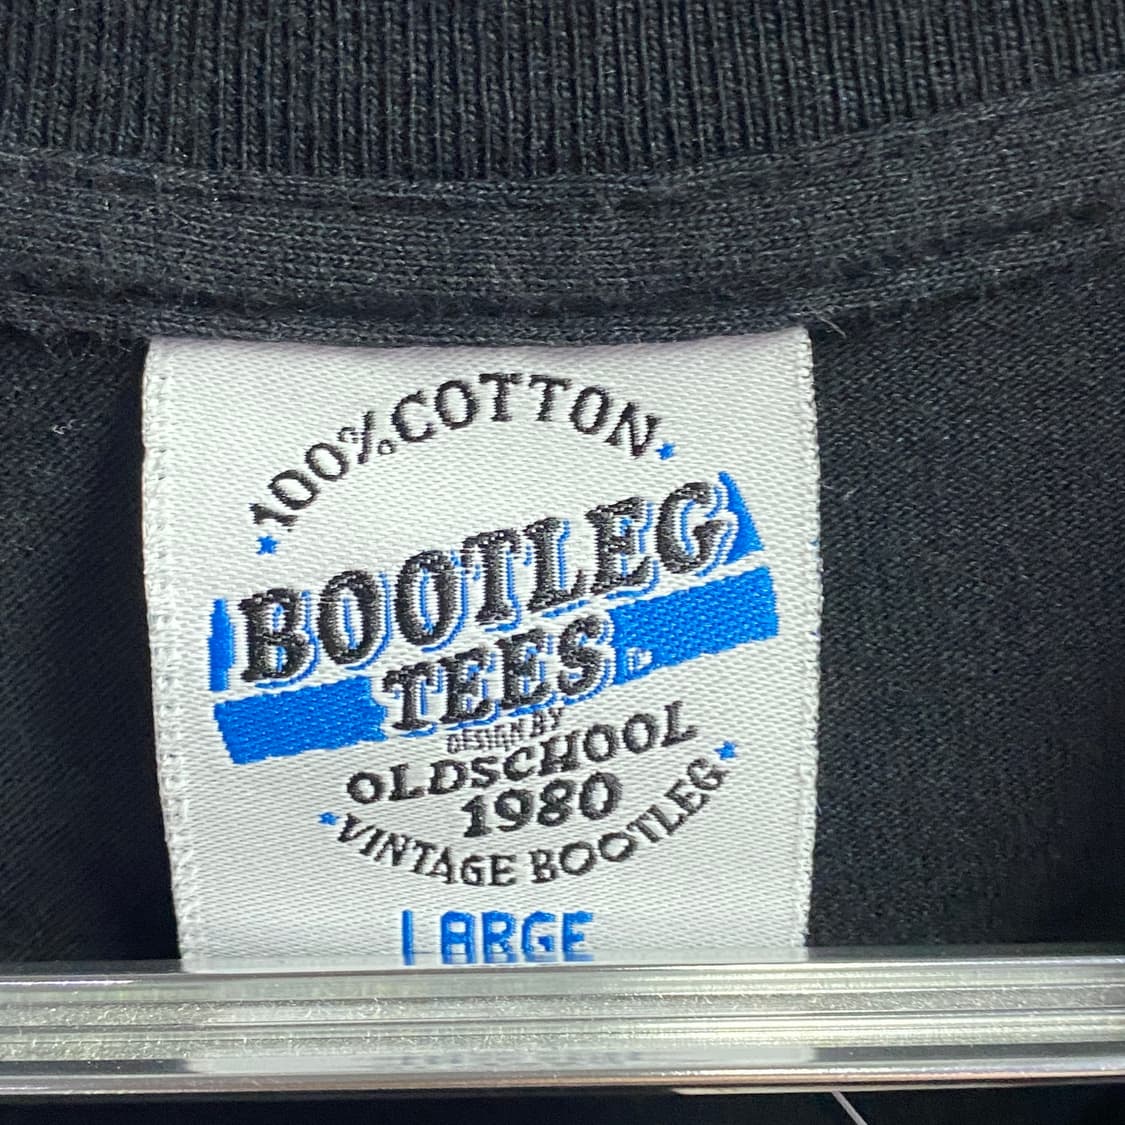 100%COTTON
BOOTLEG
TEES
DESIGN BY
OLDSCHOOL
1980
VINTAGE BOOTLEG
LARGE